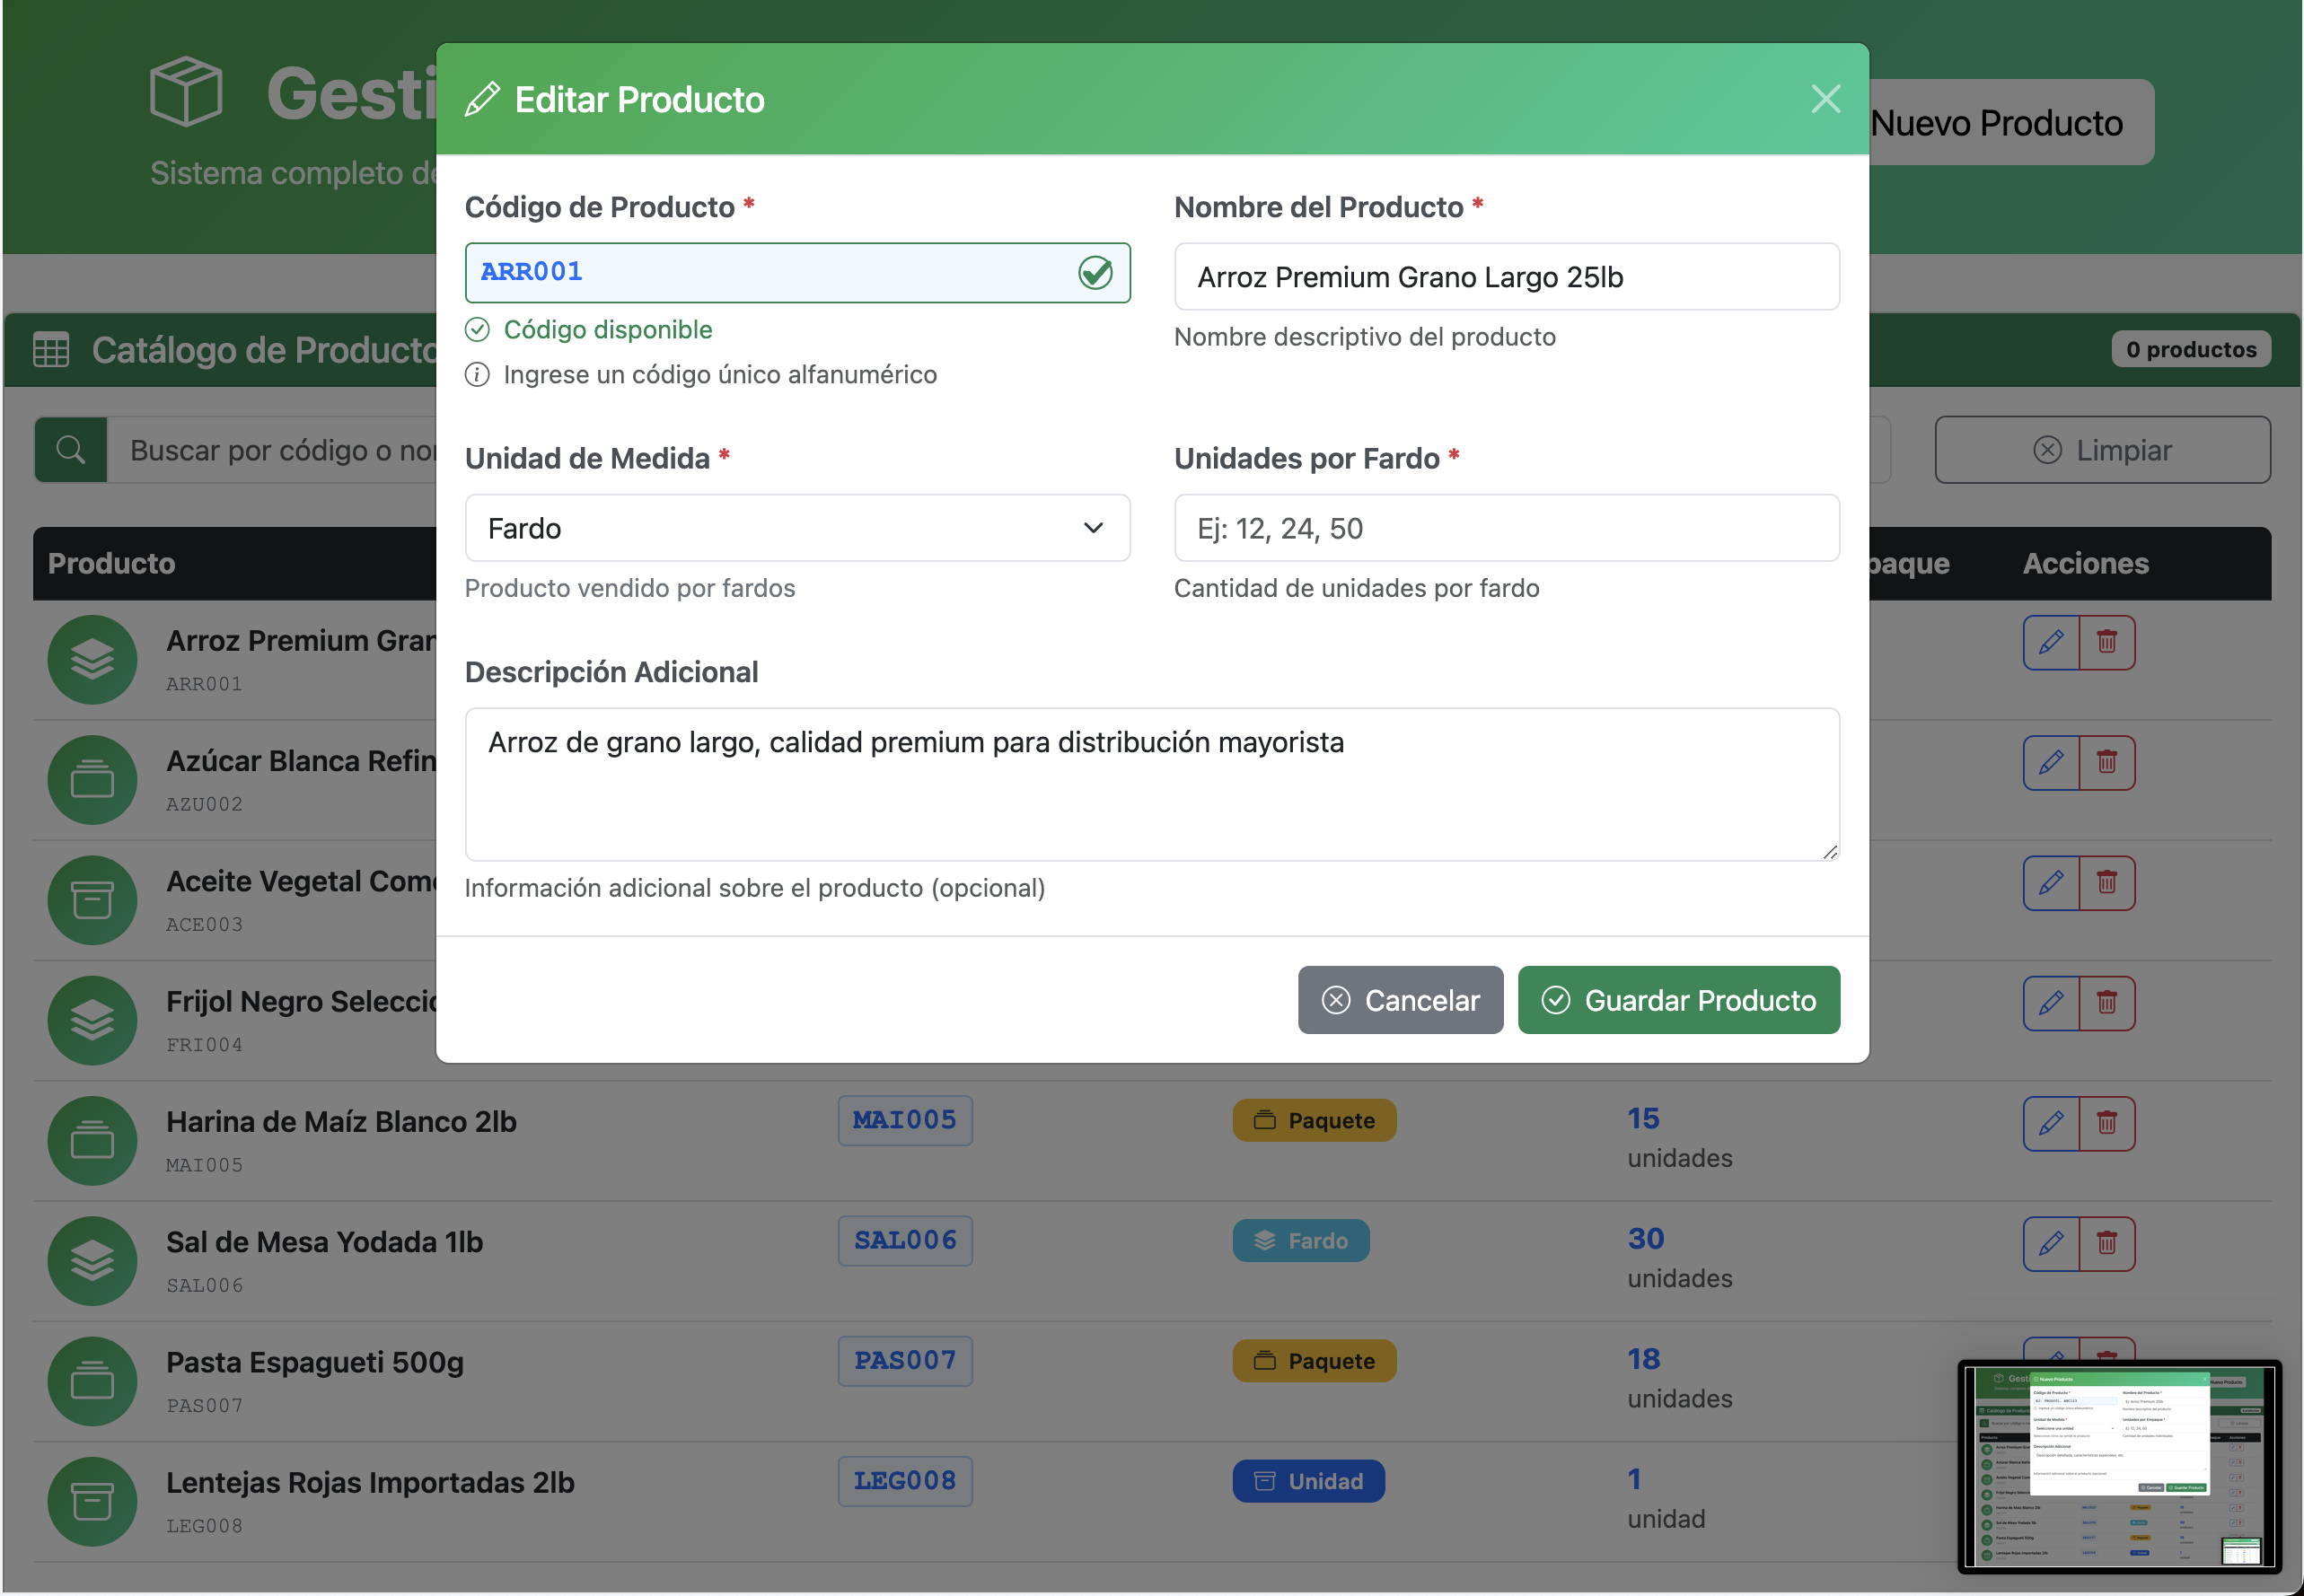 Gesti
Sistema completo de
Nuevo Producto
Editar Producto
Código de Producto *
Nombre del Producto *
ARR001
Arroz Premium Grano Largo 25lb
Código disponible
Nombre descriptivo del producto
Ingrese un código único alfanumérico
Unidad de Medida *
Unidades por Fardo *
Fardo
Ej: 12, 24, 50
Producto vendido por fardos
Cantidad de unidades por fardo
Descripción Adicional
Arroz de grano largo, calidad premium para distribución mayorista
Información adicional sobre el producto (opcional)
Cancelar
Guardar Producto
Catálogo de Producto
0 productos
Buscar por código o nor
Limpiar
Producto
paque
Acciones
Arroz Premium Gran
ARR001
Azúcar Blanca Refin
AZU002
Aceite Vegetal Come
ACE003
Frijol Negro Seleccio
FRI004
Harina de Maíz Blanco 2lb
MAI005
MAI005
Paquete
15
unidades
Sal de Mesa Yodada 1lb
SAL006
SAL006
Fardo
30
unidades
Pasta Espagueti 500g
PAS007
PAS007
Paquete
18
unidades
Lentejas Rojas Importadas 2lb
LEG008
LEG008
Unidad
1
unidad